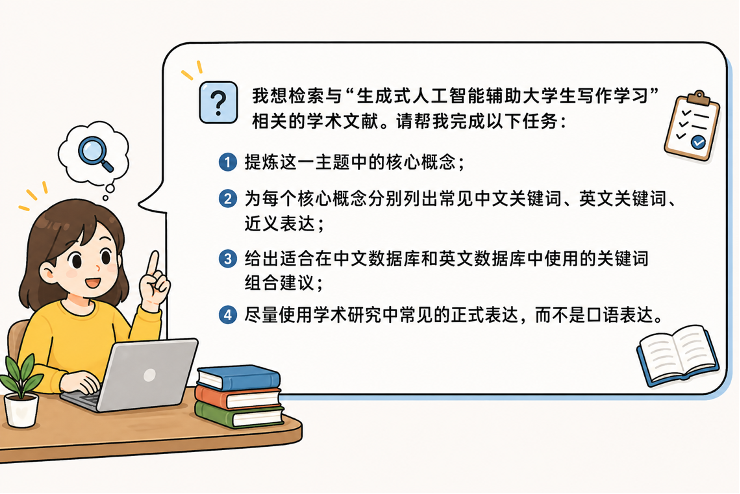 ?
我想检索与“生成式人工智能辅助大学生写作学习”
相关的学术文献。请帮我完成以下任务：
1 提炼这一主题中的核心概念；
2 为每个核心概念分别列出常见中文关键词、英文关键词、
近义表达；
3 给出适合在中文数据库和英文数据库中使用的关键词
组合建议；
4 尽量使用学术研究中常见的正式表达，而不是口语表达。